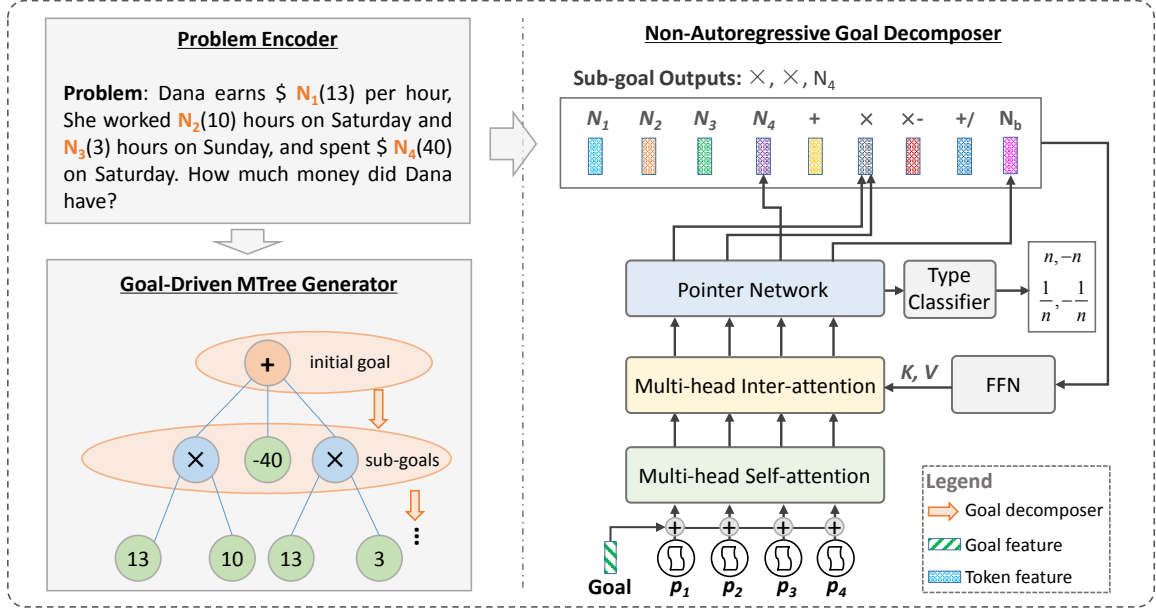 Problem Encoder
Problem: Dana earns $ N1(13) per hour,
She worked N2(10) hours on Saturday and
N3(3) hours on Sunday, and spent $ N4(40)
on Saturday. How much money did Dana
have?
Goal-Driven MTree Generator
+ initial goal
× -40 × sub-goals
⋮
13 10 13 3
Non-Autoregressive Goal Decomposer
Sub-goal Outputs: ×, ×, N4
N1 N2 N3 N4 + × ×- +/ Nb
Pointer Network
Type
Classifier
n, -n
1/n, -1/n
Multi-head Inter-attention
K, V
FFN
Multi-head Self-attention
+ + + +
Goal p1 p2 p3 p4
Legend
Goal decomposer
Goal feature
Token feature